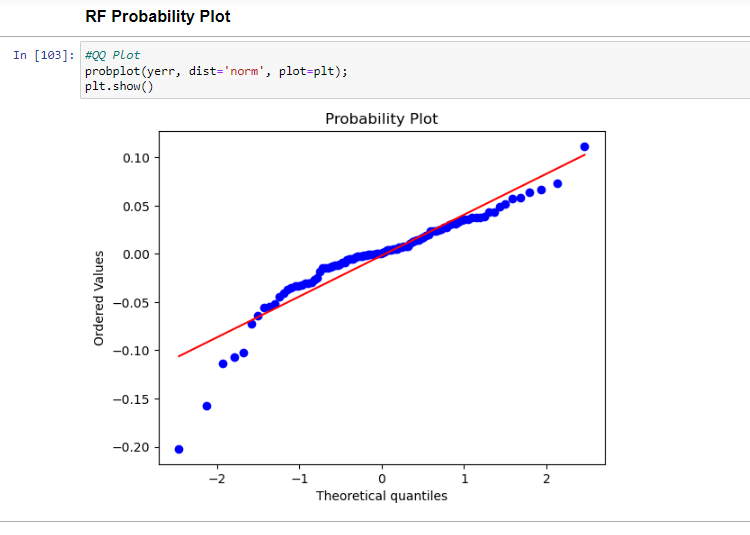 RF Probability Plot
In [103]: #QQ Plot
probplot(yerr, dist='norm', plot=plt);
plt.show()
Probability Plot
0.10
0.05
0.00
−0.05
−0.10
−0.15
−0.20
Ordered Values
−2 −1 0 1 2
Theoretical quantiles